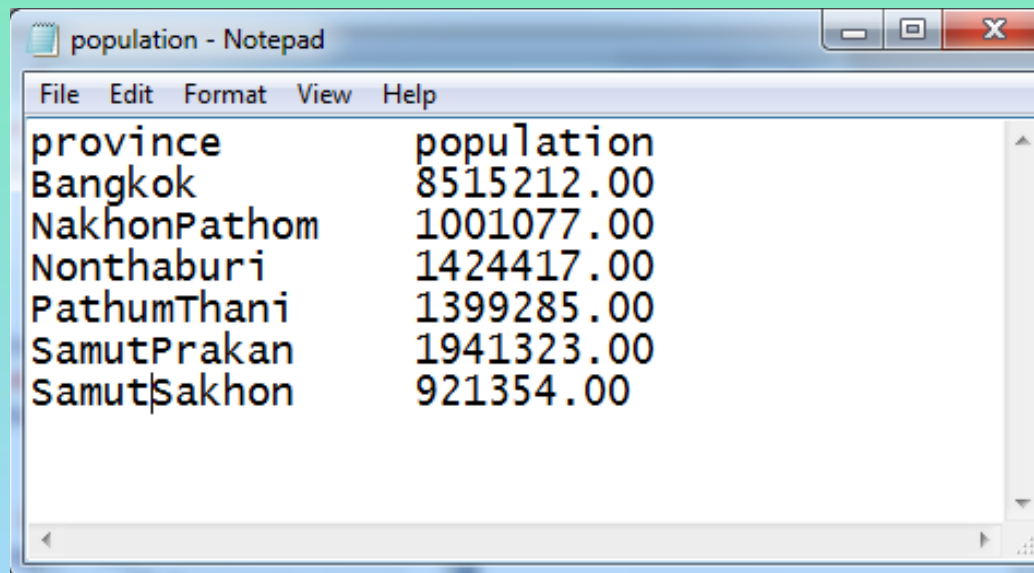 population - Notepad
File Edit Format View Help
province population
Bangkok 8515212.00
NakhonPathom 1001077.00
Nonthaburi 1424417.00
PathumThani 1399285.00
SamutPrakan 1941323.00
SamutSakhon 921354.00